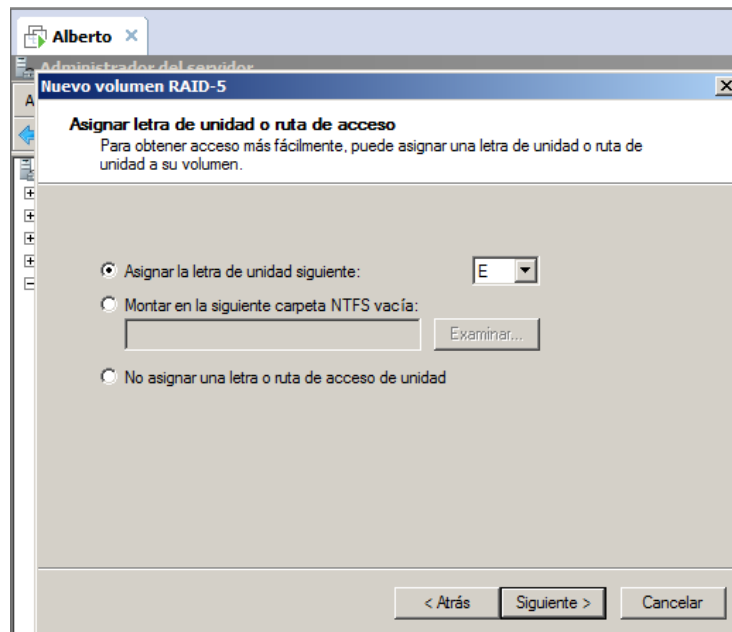 Alberto
Administrador del servidor
A
Nuevo volumen RAID-5
Asignar letra de unidad o ruta de acceso
Para obtener acceso más fácilmente, puede asignar una letra de unidad o ruta de
unidad a su volumen.
Asignar la letra de unidad siguiente: E
Montar en la siguiente carpeta NTFS vacía:
Examinar...
No asignar una letra o ruta de acceso de unidad
< Atrás Siguiente > Cancelar